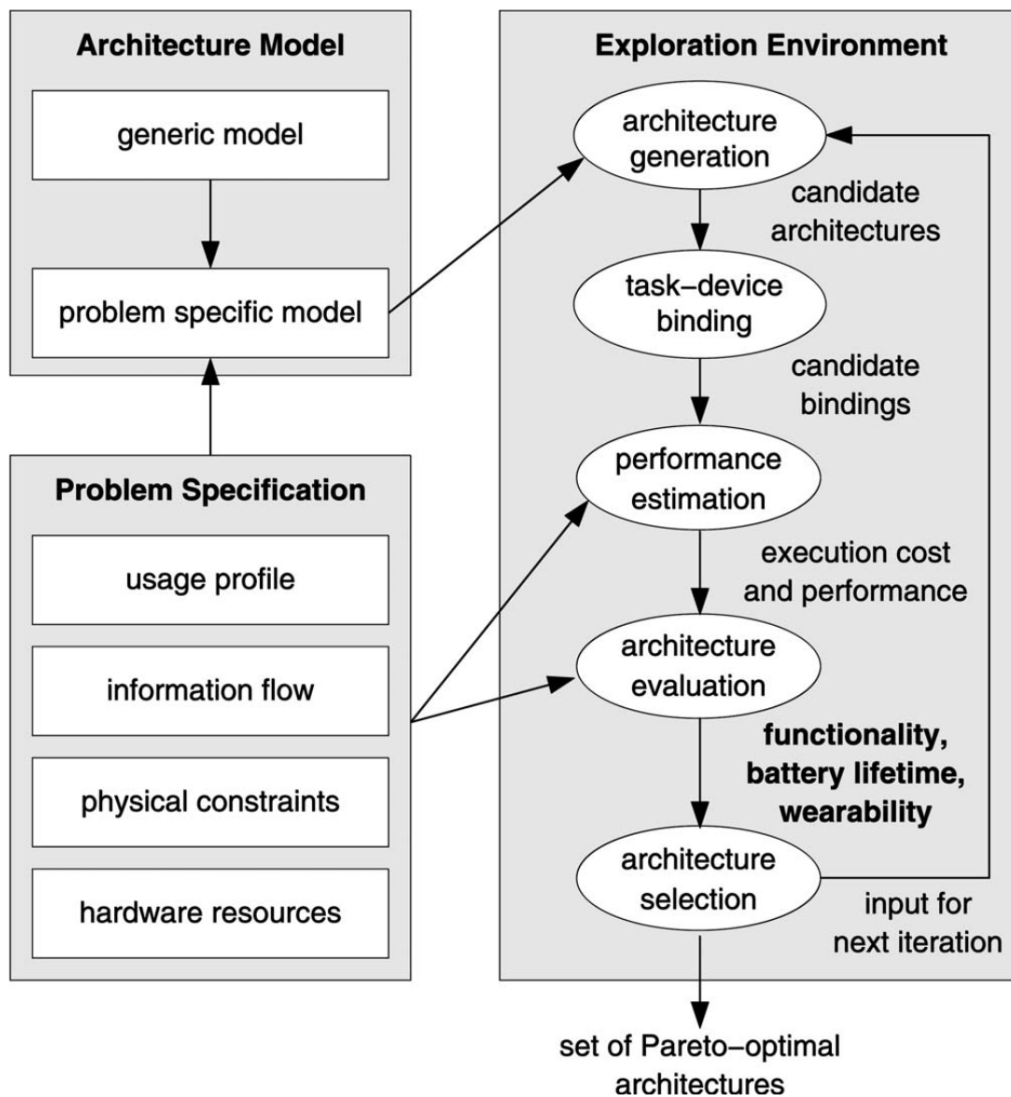 Architecture Model
generic model
problem specific model
Problem Specification
usage profile
information flow
physical constraints
hardware resources
Exploration Environment
architecture
generation
candidate
architectures
task−device
binding
candidate
bindings
performance
estimation
execution cost
and performance
architecture
evaluation
functionality,
battery lifetime,
wearability
architecture
selection
input for
next iteration
set of Pareto−optimal
architectures